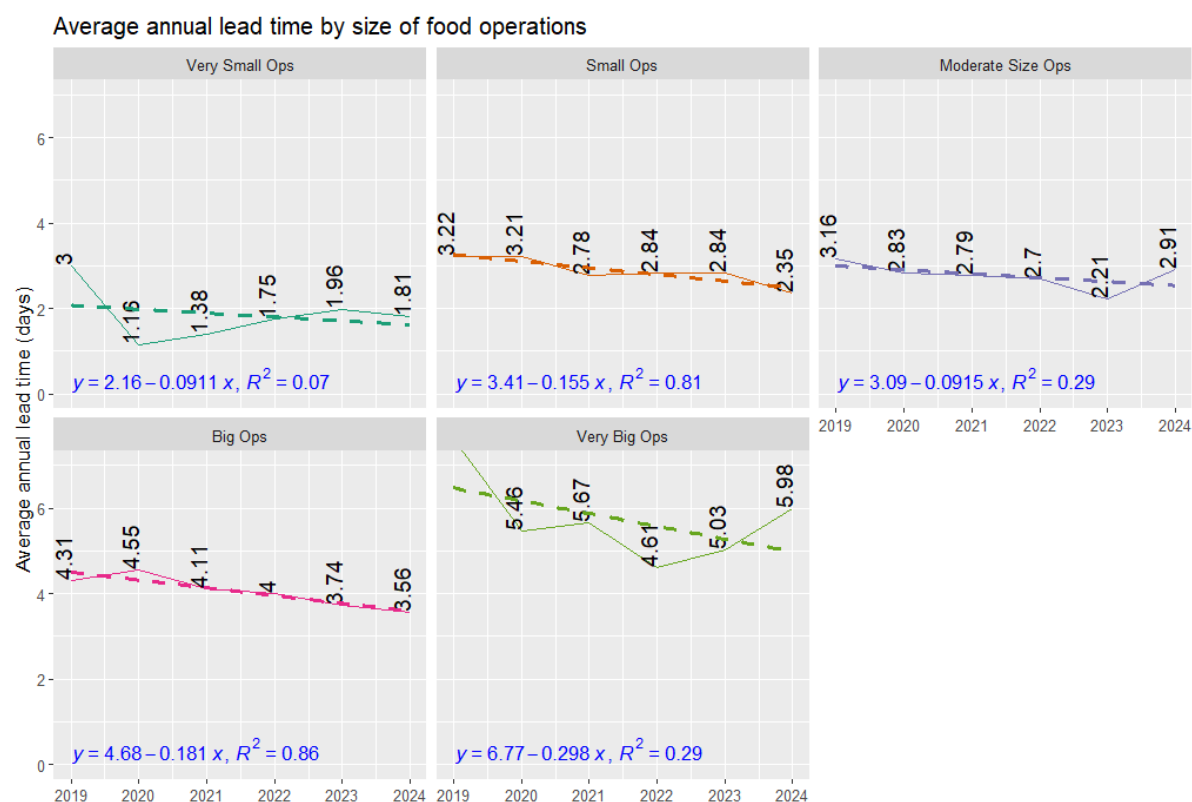 Average annual lead time by size of food operations
Very Small Ops
Small Ops
Moderate Size Ops
Average annual lead time (days)
6
4
2
0
3
1.16
1.38
1.75
1.96
1.81
y = 2.16 – 0.0911 x, R² = 0.07
3.22
3.21
2.78
2.84
2.84
2.35
y = 3.41 – 0.155 x, R² = 0.81
3.16
2.83
2.79
2.7
2.21
2.91
y = 3.09 – 0.0915 x, R² = 0.29
2019 2020 2021 2022 2023 2024
Big Ops
Very Big Ops
6
4
2
0
4.31
4.55
4.11
4
3.74
3.56
y = 4.68 – 0.181 x, R² = 0.86
5.46
5.67
4.61
5.03
5.98
y = 6.77 – 0.298 x, R² = 0.29
2019 2020 2021 2022 2023 2024
2019 2020 2021 2022 2023 2024